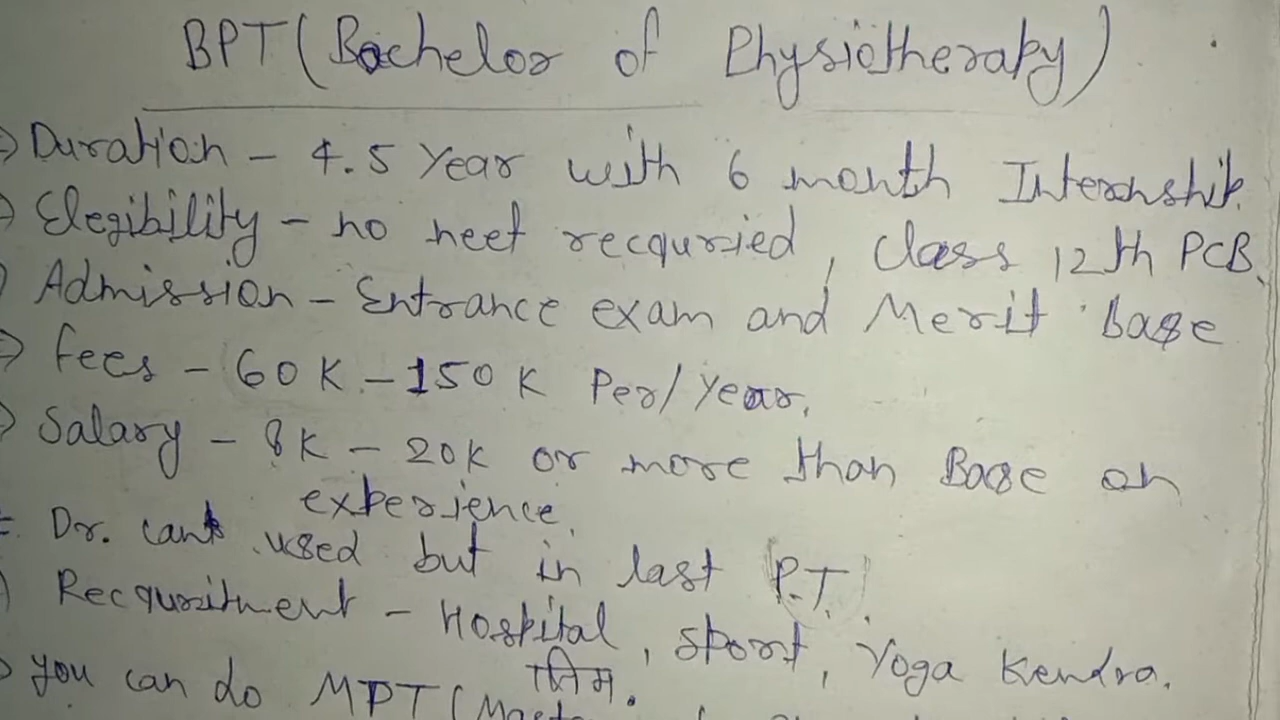 BPT (Bachelor of Physiotherapy)
⇒ Duration - 4.5 Year with 6 month Internship.
⇒ Elegibility - no neet recquried, Class 12th PCB.
Admission - Entrance exam and Merit base
⇒ fees - 60K - 150K Per/Year.
⇒ Salary - 8K - 20K or more than Base on
experience.
Dr. cant used but in last P.T.
Recquritment - Hospital, sport, Yoga Kendra.
जिम.
⇒ you can do MPT (